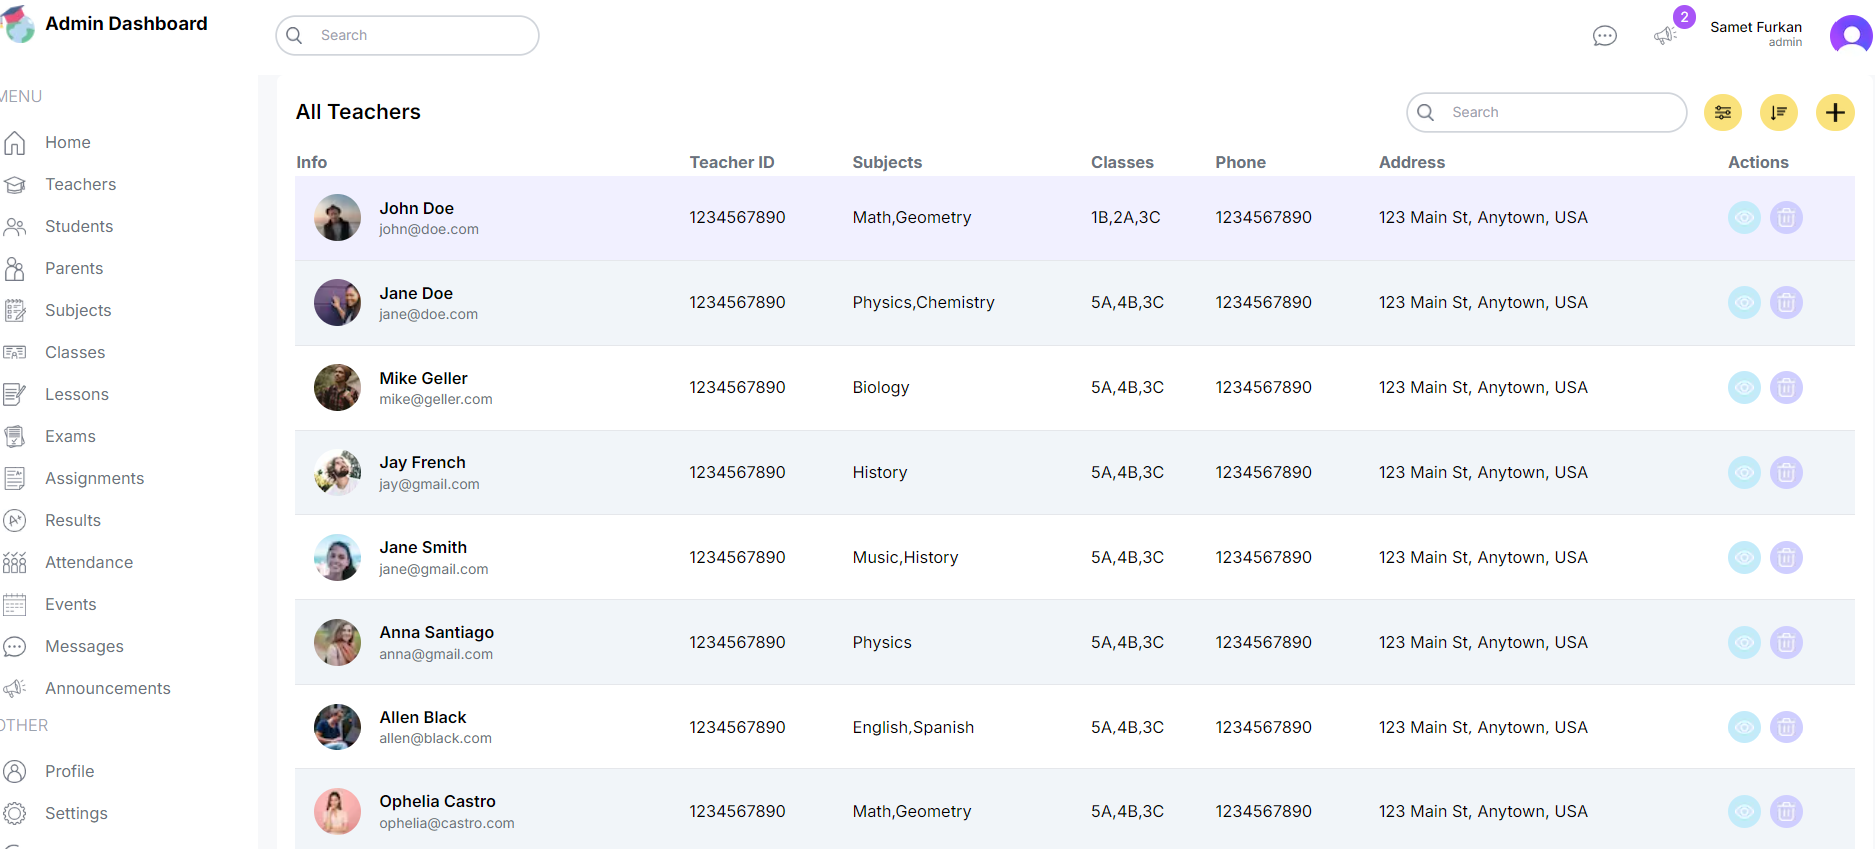 Admin Dashboard
Search
2
Samet Furkan
admin
MENU
Home
Teachers
Students
Parents
Subjects
Classes
Lessons
Exams
Assignments
Results
Attendance
Events
Messages
Announcements
OTHER
Profile
Settings
All Teachers
Search
Info Teacher ID Subjects Classes Phone Address Actions
John Doe
john@doe.com
1234567890 Math,Geometry 1B,2A,3C 1234567890 123 Main St, Anytown, USA
Jane Doe
jane@doe.com
1234567890 Physics,Chemistry 5A,4B,3C 1234567890 123 Main St, Anytown, USA
Mike Geller
mike@geller.com
1234567890 Biology 5A,4B,3C 1234567890 123 Main St, Anytown, USA
Jay French
jay@gmail.com
1234567890 History 5A,4B,3C 1234567890 123 Main St, Anytown, USA
Jane Smith
jane@gmail.com
1234567890 Music,History 5A,4B,3C 1234567890 123 Main St, Anytown, USA
Anna Santiago
anna@gmail.com
1234567890 Physics 5A,4B,3C 1234567890 123 Main St, Anytown, USA
Allen Black
allen@black.com
1234567890 English,Spanish 5A,4B,3C 1234567890 123 Main St, Anytown, USA
Ophelia Castro
ophelia@castro.com
1234567890 Math,Geometry 5A,4B,3C 1234567890 123 Main St, Anytown, USA